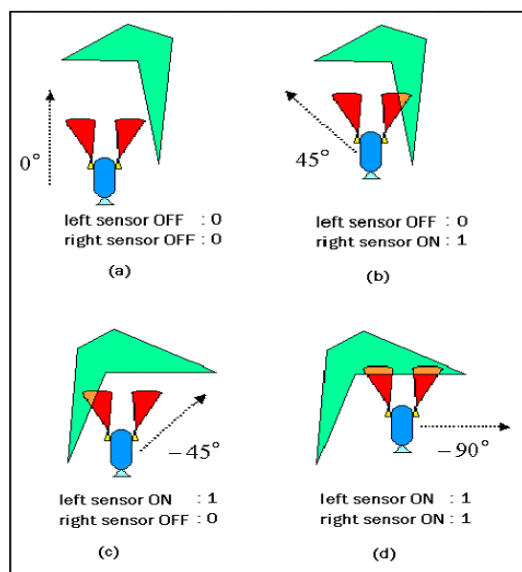 0°
left sensor OFF : 0
right sensor OFF : 0
(a)
45°
left sensor OFF : 0
right sensor ON : 1
(b)
−45°
left sensor ON : 1
right sensor OFF : 0
(c)
−90°
left sensor ON : 1
right sensor ON : 1
(d)